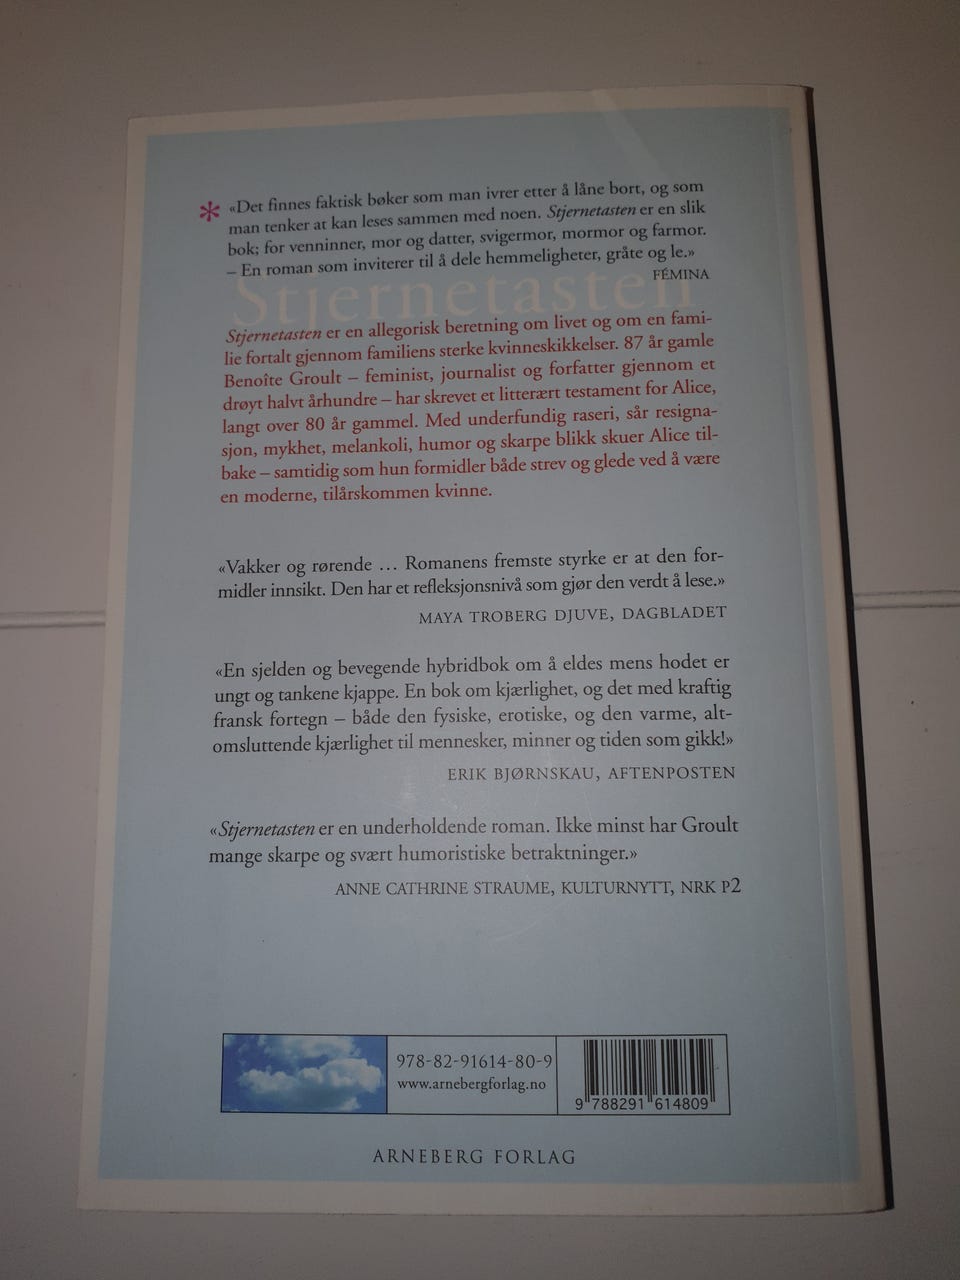 * «Det finnes faktisk bøker som man ivrer etter å låne bort, og som
man tenker at kan leses sammen med noen. Stjernetasten er en slik
bok; for venninner, mor og datter, svigermor, mormor og farmor.
– En roman som inviterer til å dele hemmeligheter, gråte og le.»
FÉMINA
Stjernetasten
Stjernetasten er en allegorisk beretning om livet og om en fami-
lie fortalt gjennom familiens sterke kvinneskikkelser. 87 år gamle
Benoîte Groult – feminist, journalist og forfatter gjennom et
drøyt halvt århundre – har skrevet et litterært testament for Alice,
langt over 80 år gammel. Med underfundig raseri, sår resigna-
sjon, mykhet, melankoli, humor og skarpe blikk skuer Alice til-
bake – samtidig som hun formidler både strev og glede ved å være
en moderne, tilårskommen kvinne.
«Vakker og rørende … Romanens fremste styrke er at den for-
midler innsikt. Den har et refleksjonsnivå som gjør den verdt å lese.»
MAYA TROBERG DJUVE, DAGBLADET
«En sjelden og bevegende hybridbok om å eldes mens hodet er
ungt og tankene kjappe. En bok om kjærlighet, og det med kraftig
fransk fortegn – både den fysiske, erotiske, og den varme, alt-
omsluttende kjærlighet til mennesker, minner og tiden som gikk!»
ERIK BJØRNSKAU, AFTENPOSTEN
«Stjernetasten er en underholdende roman. Ikke minst har Groult
mange skarpe og svært humoristiske betraktninger.»
ANNE CATHRINE STRAUME, KULTURNYTT, NRK P2
978-82-91614-80-9
www.arnebergforlag.no
9 788291 614809
ARNEBERG FORLAG